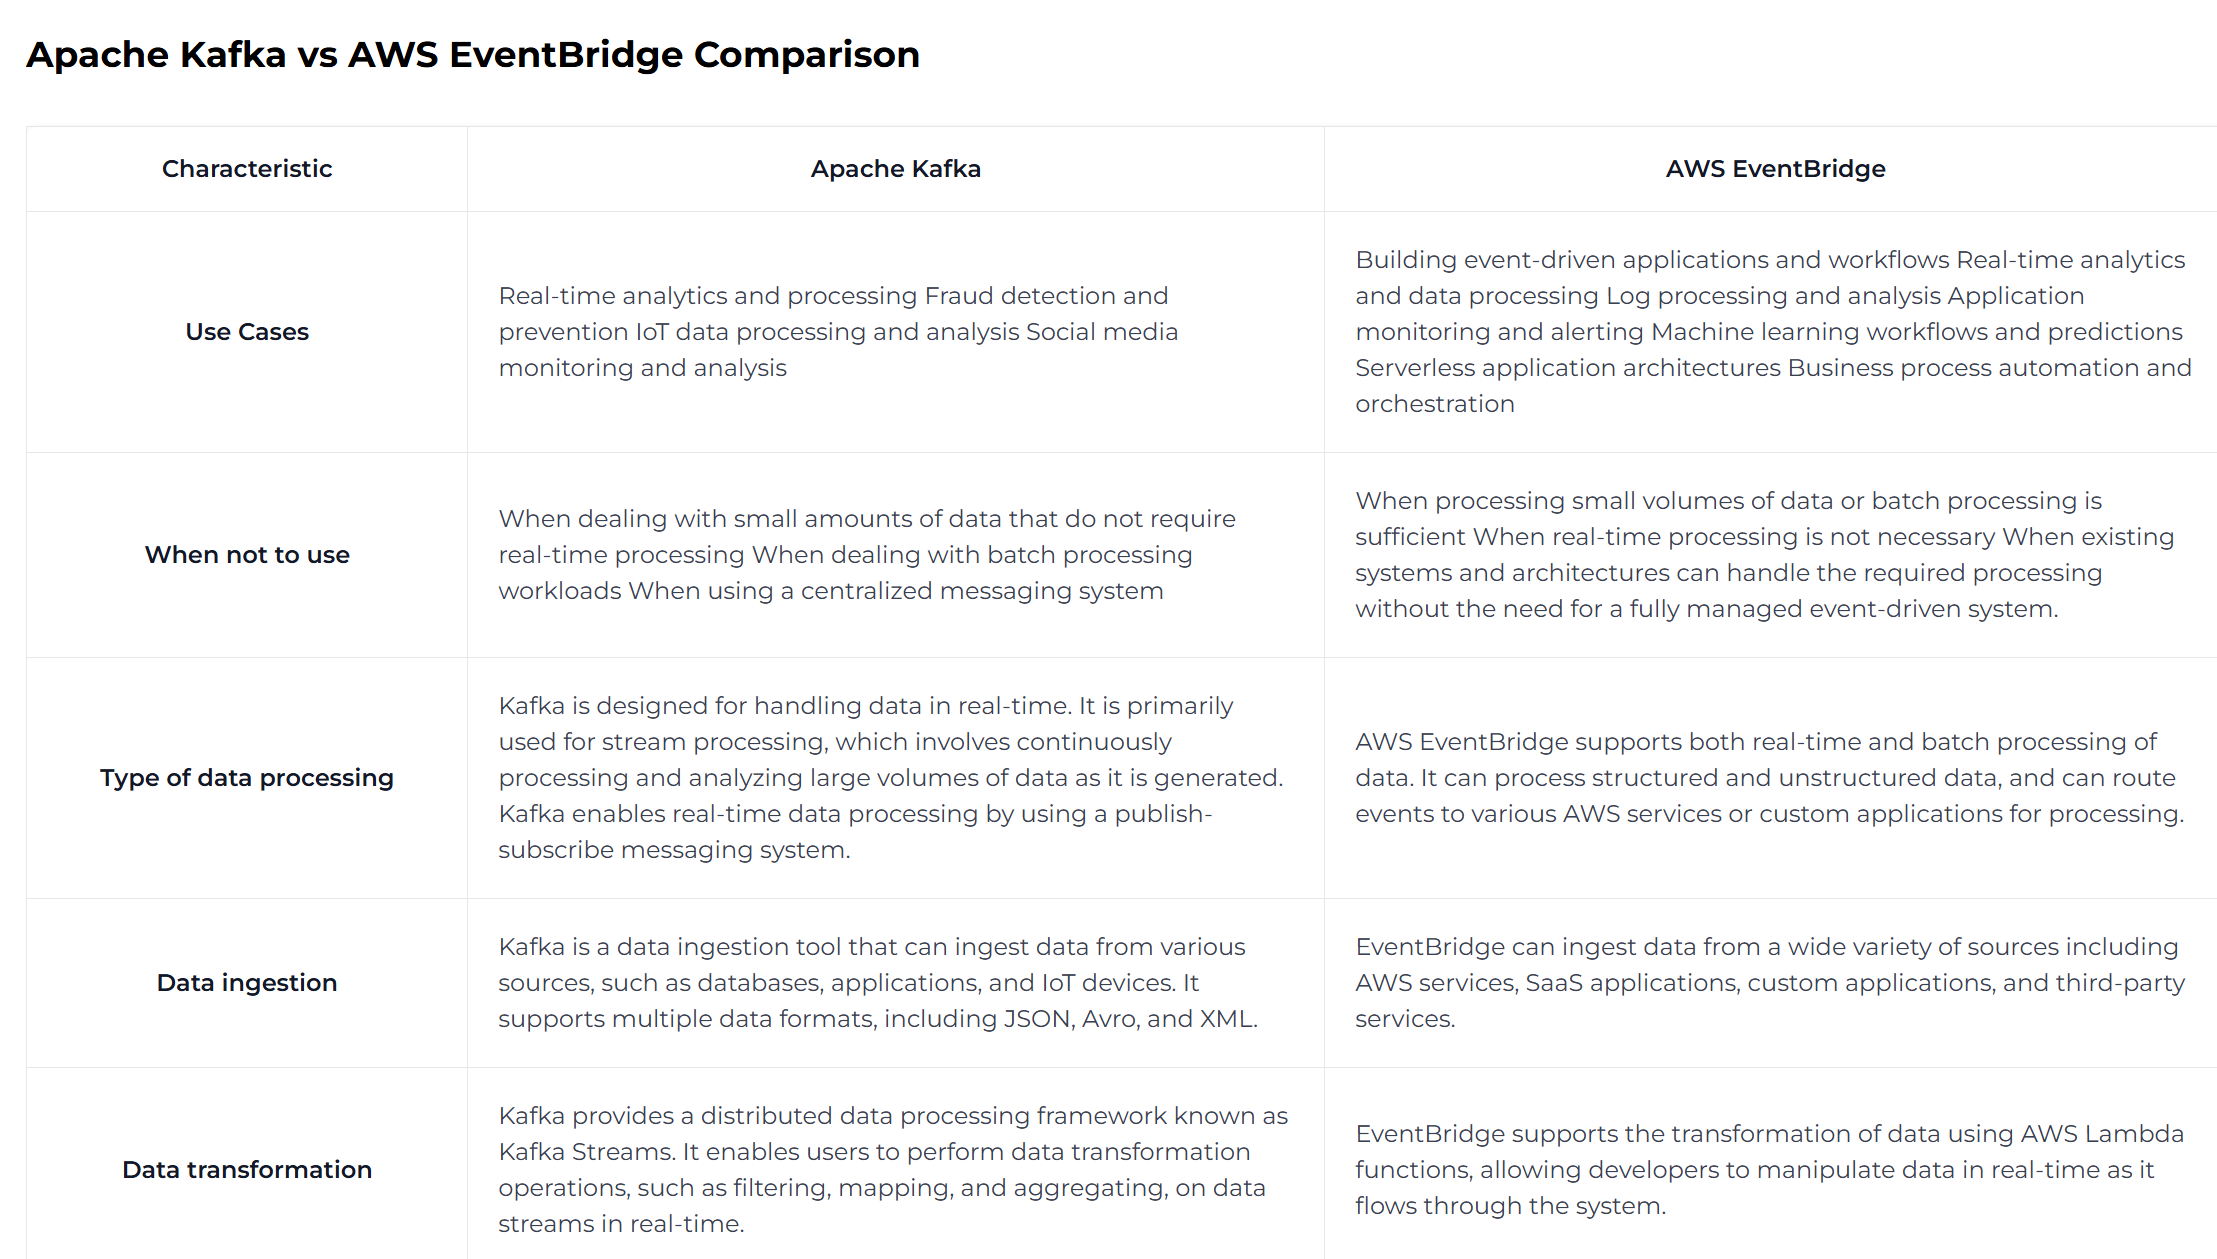 Apache Kafka vs AWS EventBridge Comparison
Characteristic
Apache Kafka
AWS EventBridge
Use Cases
Real-time analytics and processing Fraud detection and
prevention IoT data processing and analysis Social media
monitoring and analysis
Building event-driven applications and workflows Real-time analytics
and data processing Log processing and analysis Application
monitoring and alerting Machine learning workflows and predictions
Serverless application architectures Business process automation and
orchestration
When not to use
When dealing with small amounts of data that do not require
real-time processing When dealing with batch processing
workloads When using a centralized messaging system
When processing small volumes of data or batch processing is
sufficient When real-time processing is not necessary When existing
systems and architectures can handle the required processing
without the need for a fully managed event-driven system.
Type of data processing
Kafka is designed for handling data in real-time. It is primarily
used for stream processing, which involves continuously
processing and analyzing large volumes of data as it is generated.
Kafka enables real-time data processing by using a publish-
subscribe messaging system.
AWS EventBridge supports both real-time and batch processing of
data. It can process structured and unstructured data, and can route
events to various AWS services or custom applications for processing.
Data ingestion
Kafka is a data ingestion tool that can ingest data from various
sources, such as databases, applications, and IoT devices. It
supports multiple data formats, including JSON, Avro, and XML.
EventBridge can ingest data from a wide variety of sources including
AWS services, SaaS applications, custom applications, and third-party
services.
Data transformation
Kafka provides a distributed data processing framework known as
Kafka Streams. It enables users to perform data transformation
operations, such as filtering, mapping, and aggregating, on data
streams in real-time.
EventBridge supports the transformation of data using AWS Lambda
functions, allowing developers to manipulate data in real-time as it
flows through the system.